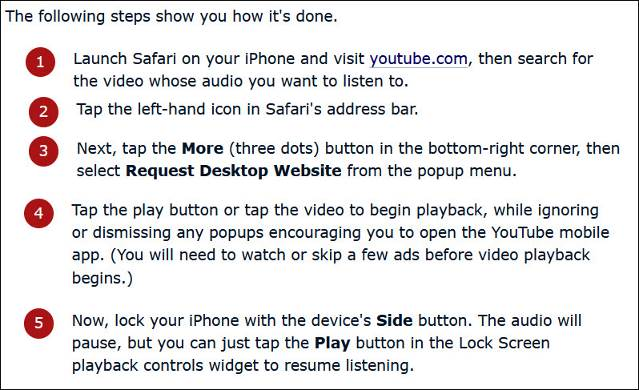 The following steps show you how it's done.
1 Launch Safari on your iPhone and visit youtube.com, then search for
the video whose audio you want to listen to.
2 Tap the left-hand icon in Safari's address bar.
3 Next, tap the More (three dots) button in the bottom-right corner, then
select Request Desktop Website from the popup menu.
4 Tap the play button or tap the video to begin playback, while ignoring
or dismissing any popups encouraging you to open the YouTube mobile
app. (You will need to watch or skip a few ads before video playback
begins.)
5 Now, lock your iPhone with the device's Side button. The audio will
pause, but you can just tap the Play button in the Lock Screen
playback controls widget to resume listening.